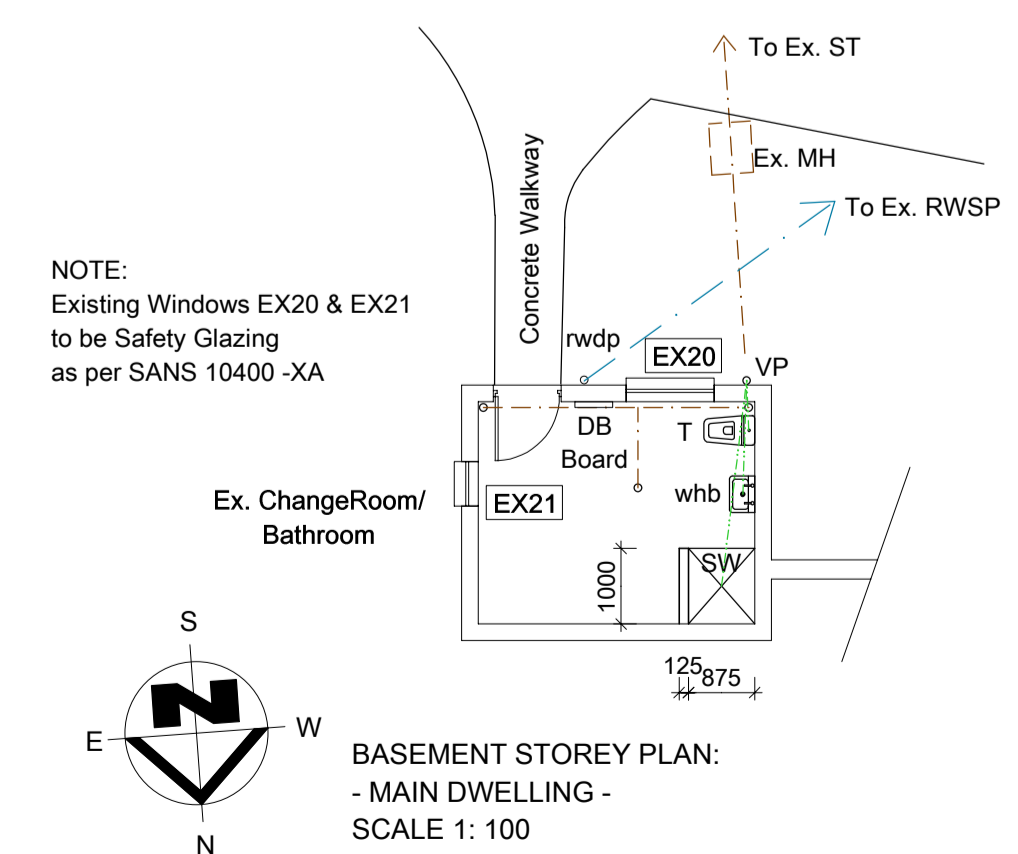 To Ex. ST
Ex. MH
To Ex. RWSP
Concrete Walkway
NOTE:
Existing Windows EX20 & EX21
to be Safety Glazing
as per SANS 10400 -XA
rwdp
EX20
VP
DB
Board
T
whb
EX21
Ex. ChangeRoom/
Bathroom
SW
1000
125
875
S
E
W
N
N
BASEMENT STOREY PLAN:
- MAIN DWELLING -
SCALE 1: 100